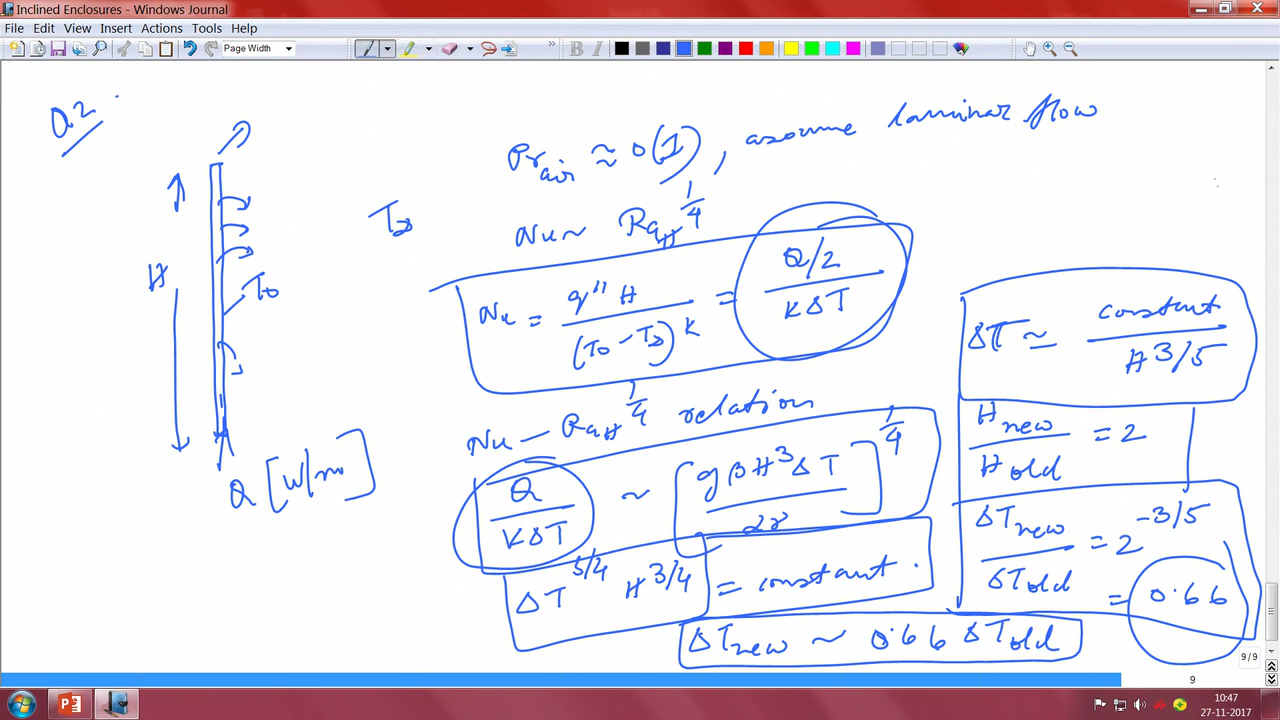 Inclined Enclosures - Windows Journal
File Edit View Insert Actions Tools Help
Page Width
B I
Q2
Pr_air ≈ O(1), assume laminar flow
T∞
Nu ~ Ra_H^{1/4}
H
T0
Nu = q'' H / (T0 - T∞) k = Q/2 / kΔT
Nu - Ra_H^{1/4} relation
Q [W/m]
Q / kΔT ~ [gβH^3ΔT / αν]^{1/4}
ΔT^{5/4} H^{3/4} = constant.
ΔT ≃ constant / H^{3/5}
H_new / H_old = 2
ΔT_new / ΔT_old = 2^{-3/5}
= 0.66
ΔT_new ~ 0.66 ΔT_old
9/9
9
10:47
27-11-2017